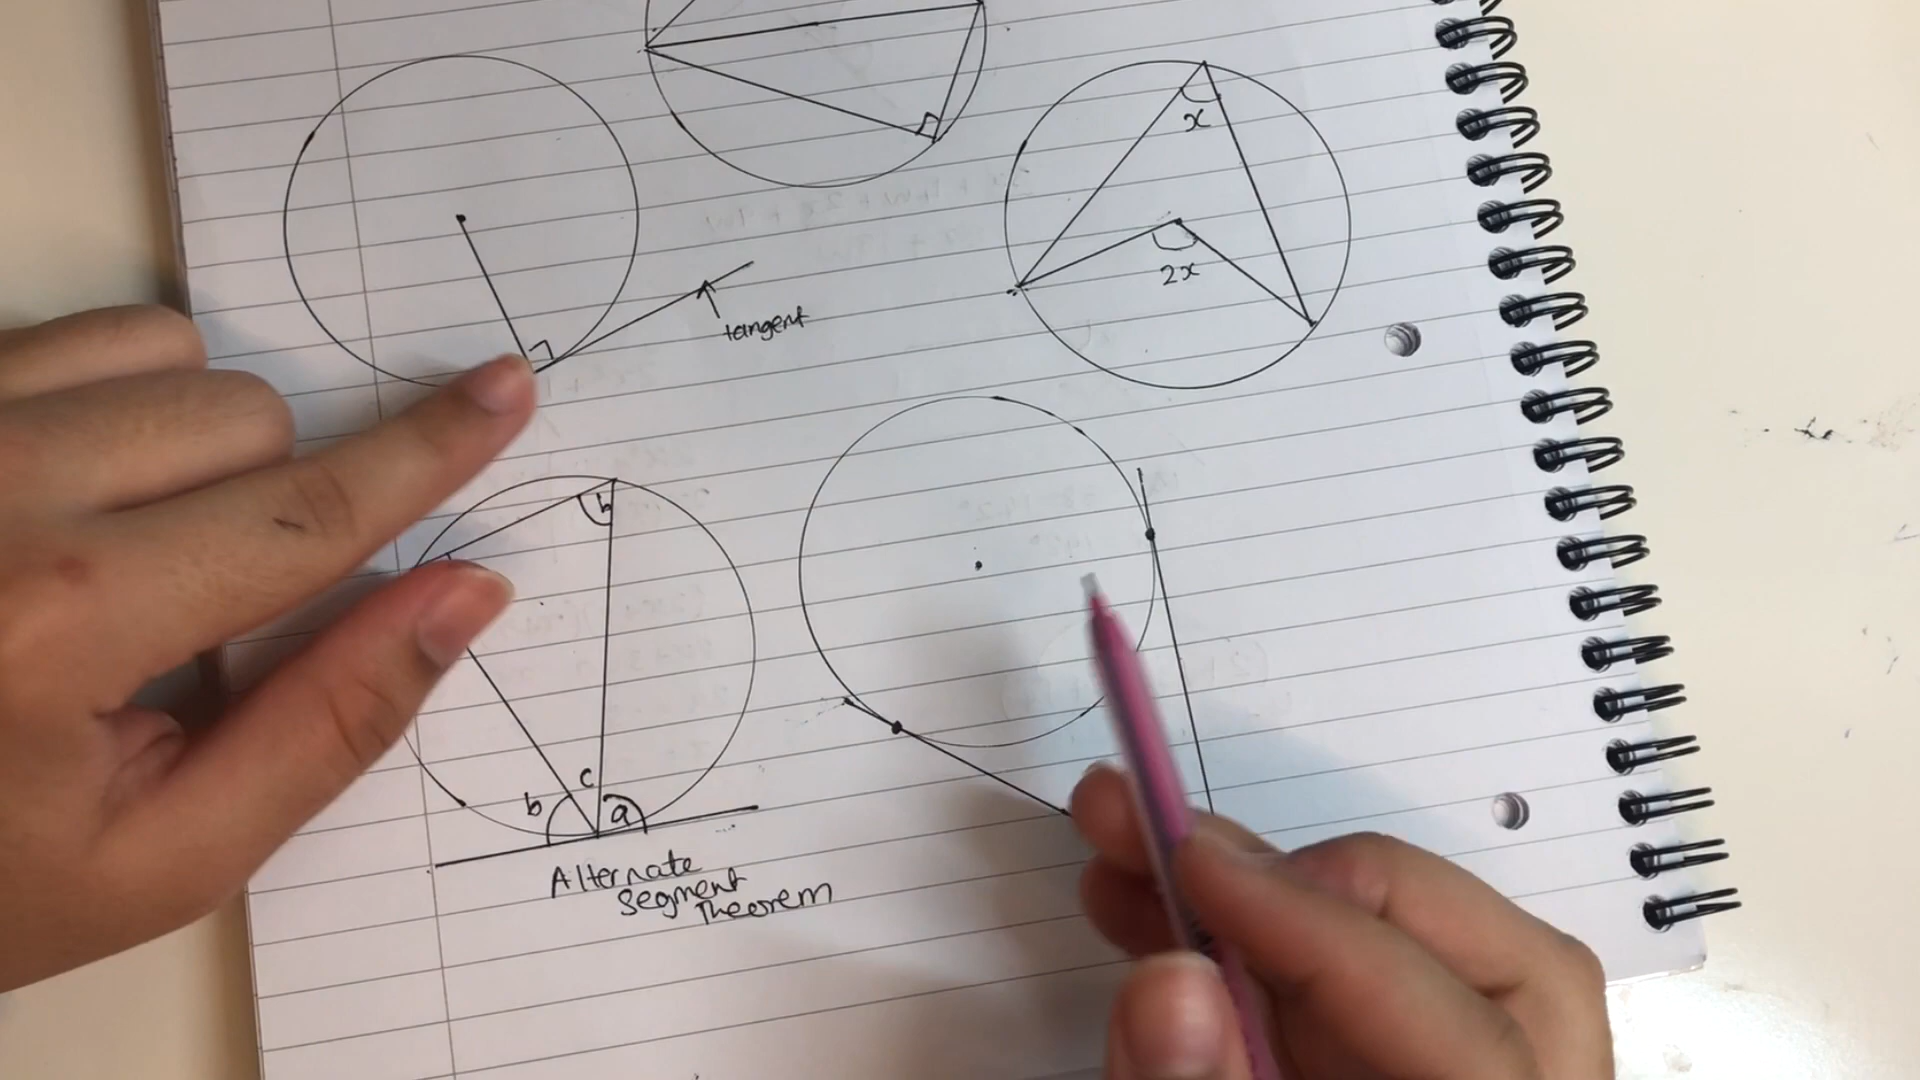 x
2x
tangent
b
c
b
a
Alternate
Segment
Theorem